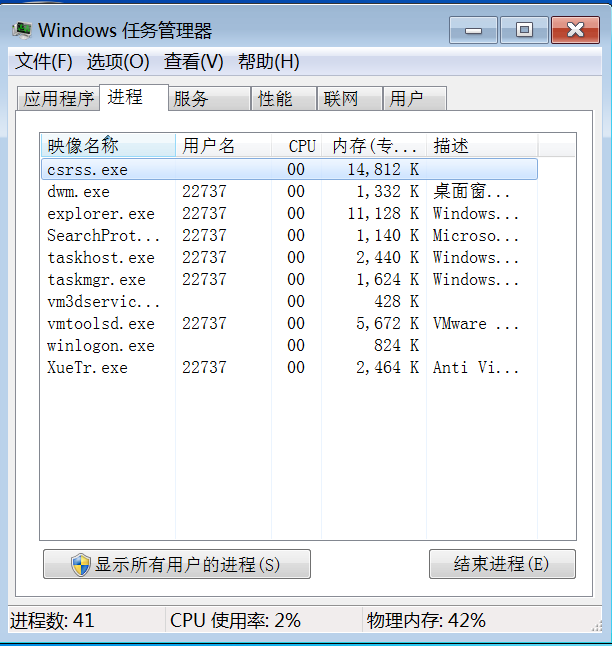 Windows 任务管理器
文件(F) 选项(O) 查看(V) 帮助(H)
应用程序 进程 服务 性能 联网 用户
映像名称 用户名 CPU 内存(专... 描述
csrss.exe 00 14,812 K
dwm.exe 22737 00 1,332 K 桌面窗...
explorer.exe 22737 00 11,128 K Windows...
SearchProt... 22737 00 1,140 K Microso...
taskhost.exe 22737 00 2,440 K Windows...
taskmgr.exe 22737 00 1,624 K Windows...
vm3dservic... 00 428 K
vmtoolsd.exe 22737 00 5,672 K VMware ...
winlogon.exe 00 824 K
XueTr.exe 22737 00 2,464 K Anti Vi...
显示所有用户的进程(S) 结束进程(E)
进程数: 41 CPU 使用率: 2% 物理内存: 42%